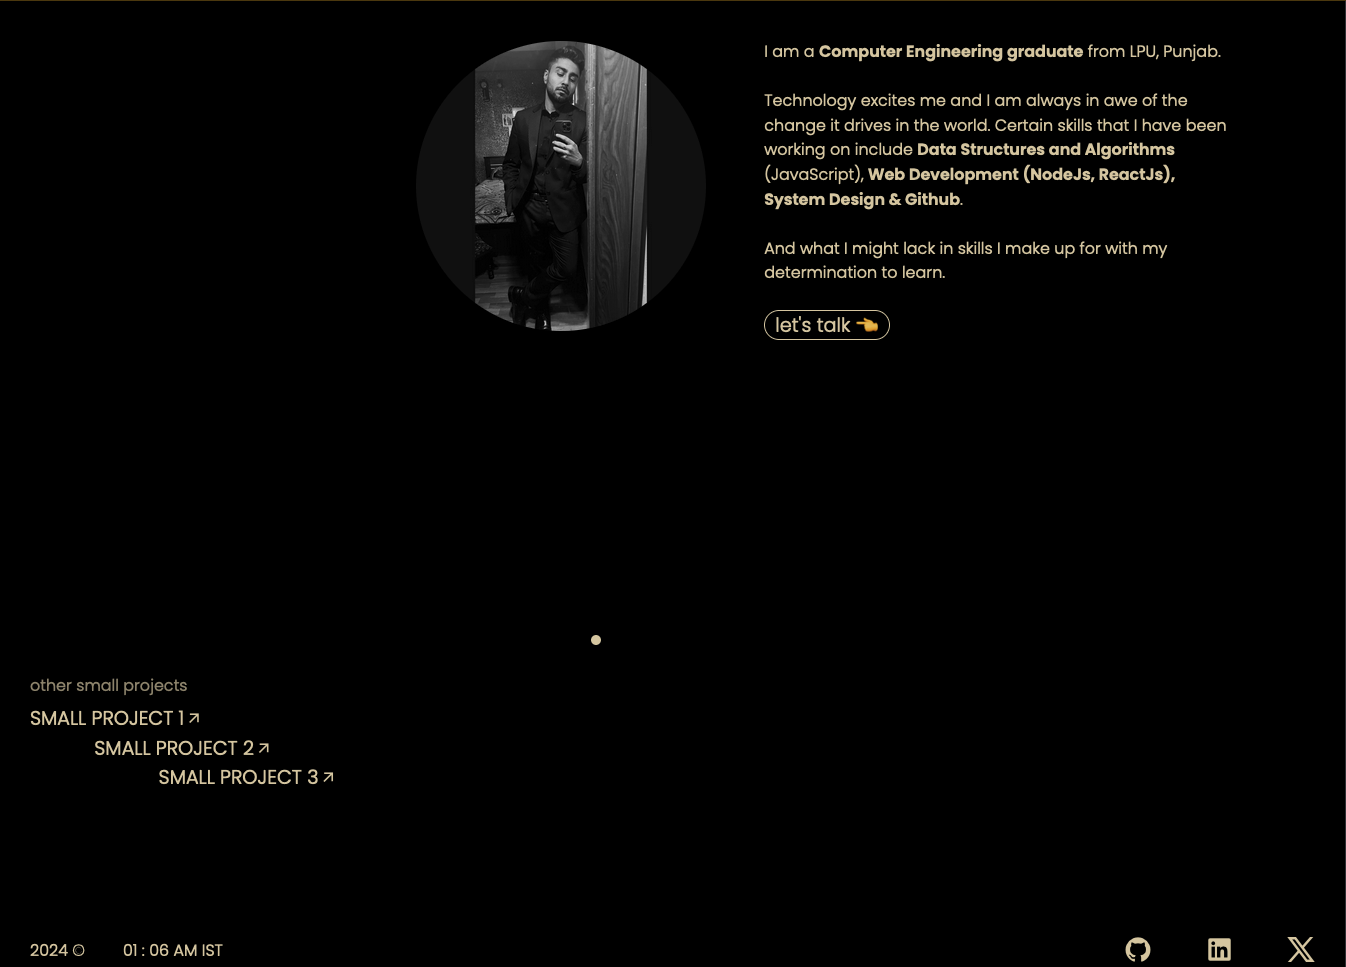 I am a Computer Engineering graduate from LPU, Punjab.
Technology excites me and I am always in awe of the
change it drives in the world. Certain skills that I have been
working on include Data Structures and Algorithms
(JavaScript), Web Development (NodeJs, ReactJs),
System Design & Github.
And what I might lack in skills I make up for with my
determination to learn.
let's talk 👈
other small projects
SMALL PROJECT 1 ↗
SMALL PROJECT 2 ↗
SMALL PROJECT 3 ↗
2024 © 01 : 06 AM IST